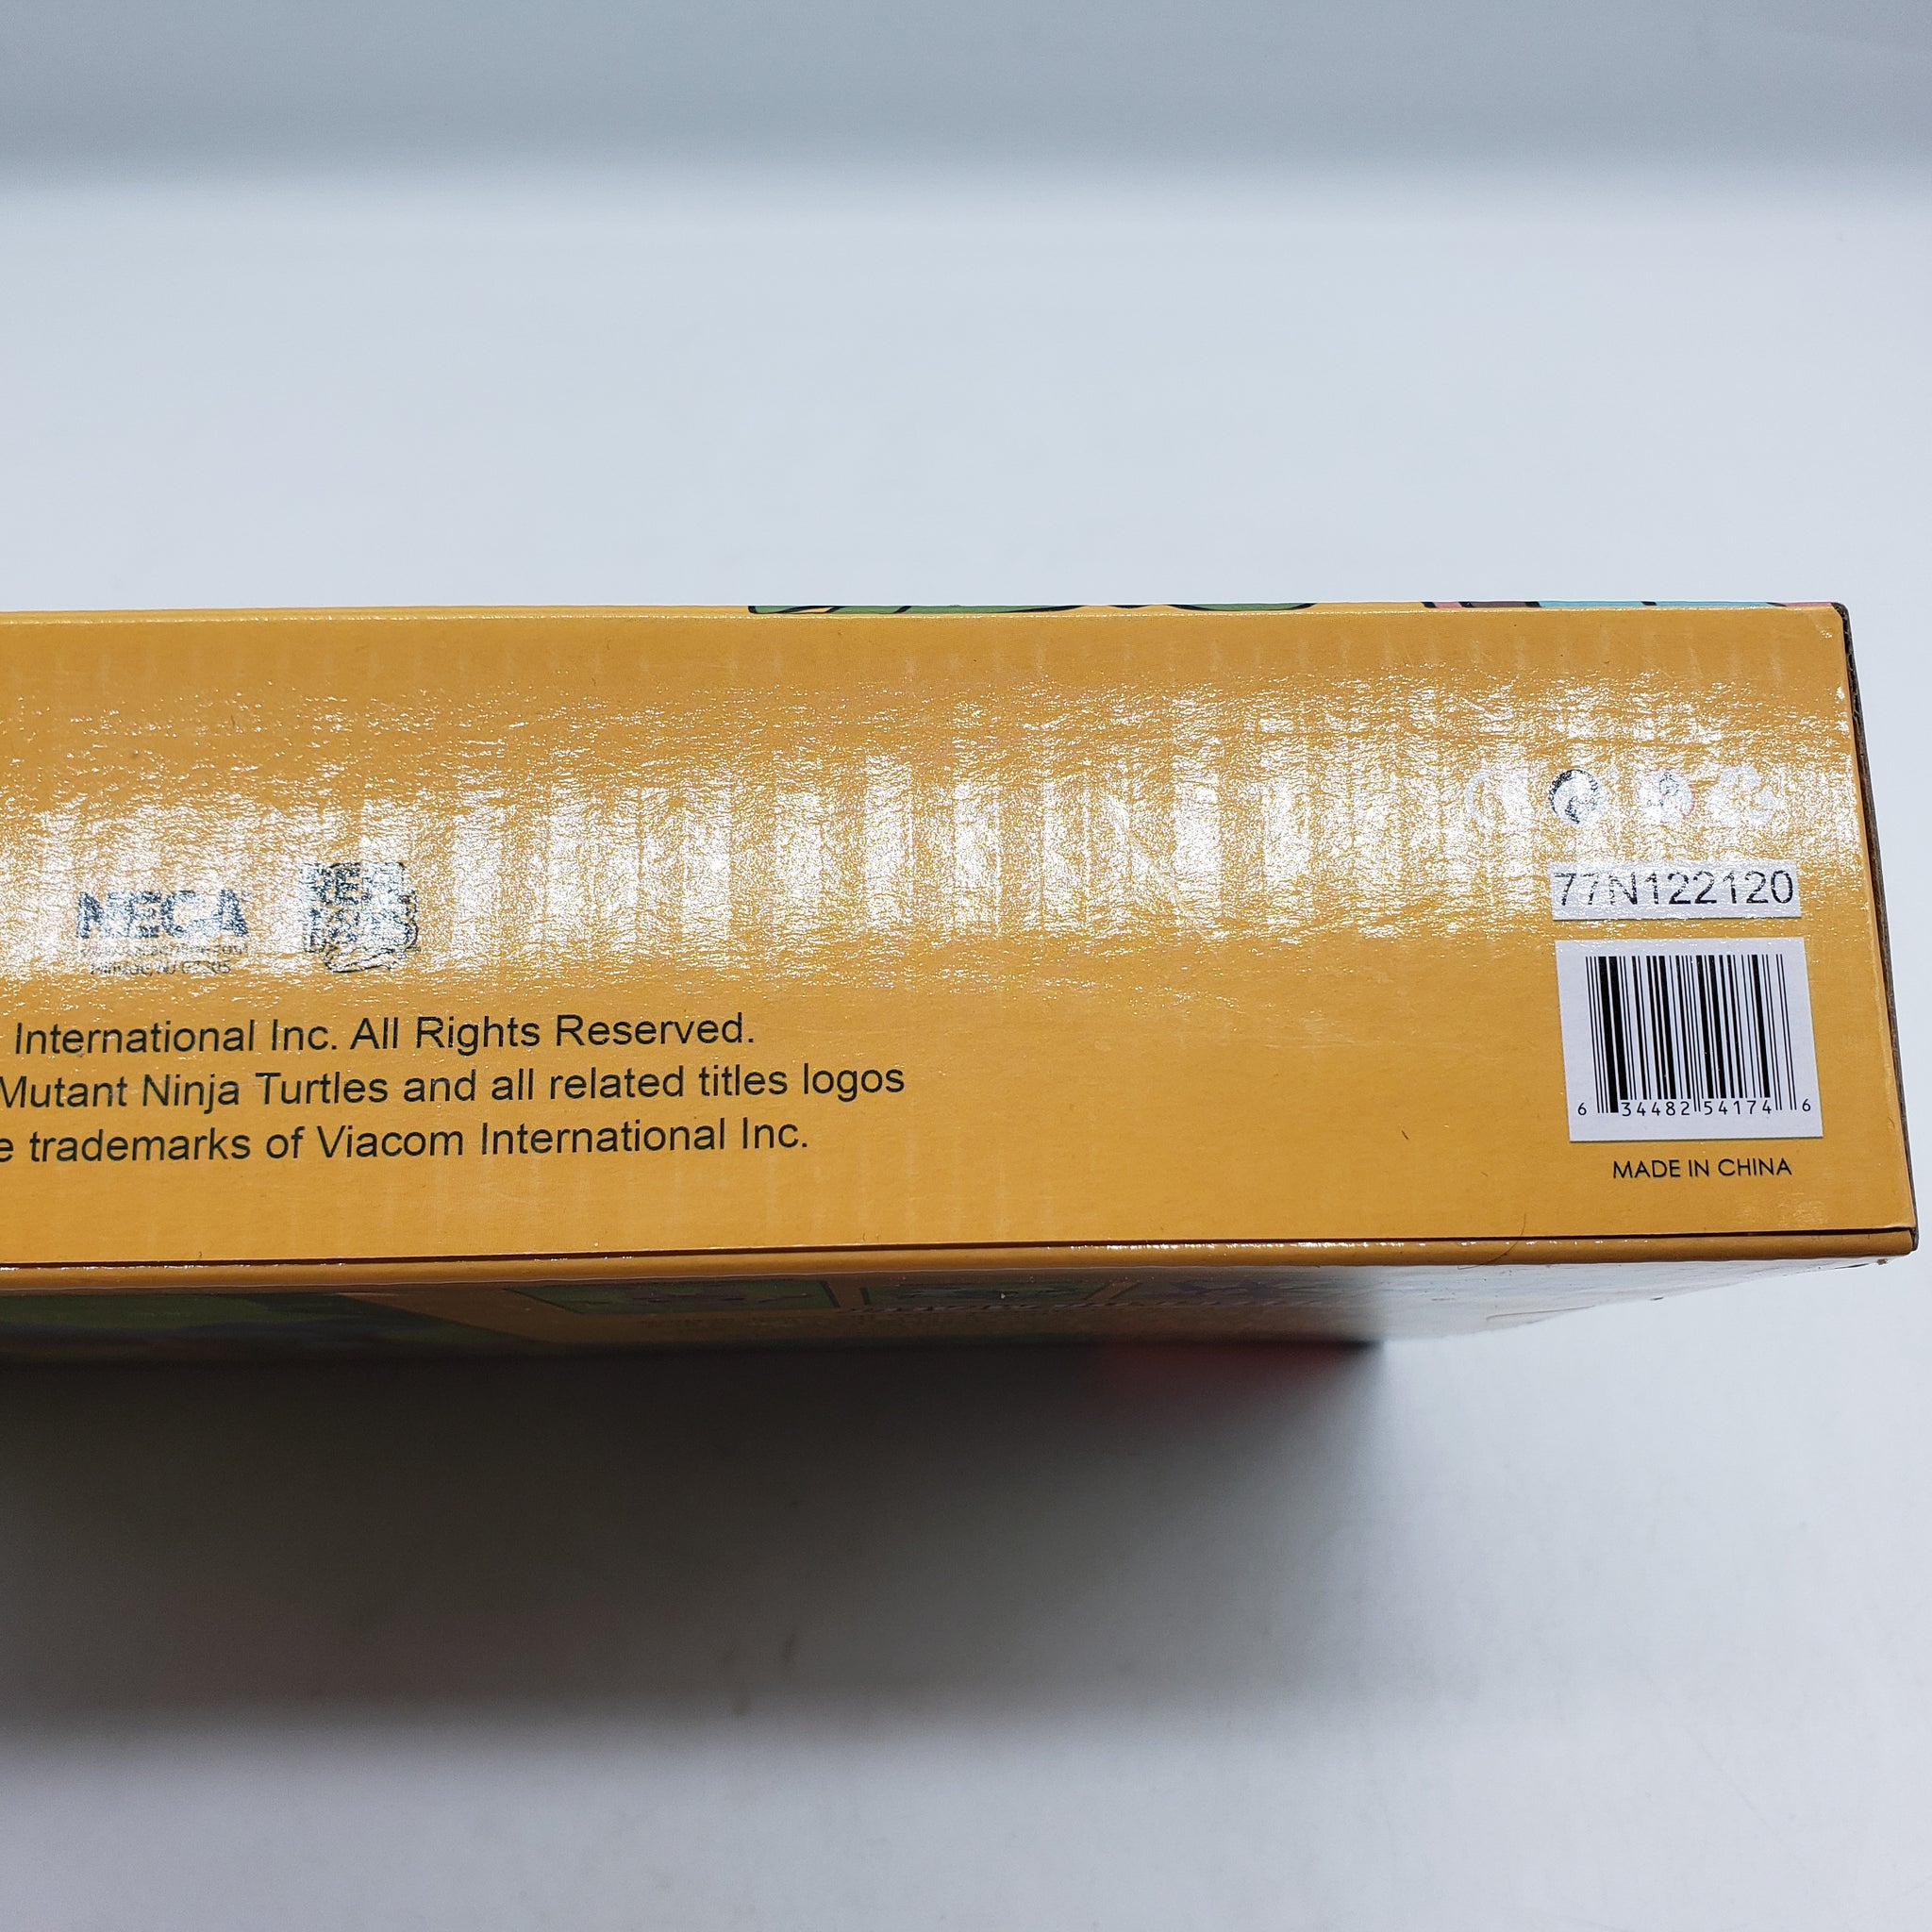 NECA
International Inc. All Rights Reserved.
Mutant Ninja Turtles and all related titles logos
e trademarks of Viacom International Inc.
77N122120
6 34482 54174 6
MADE IN CHINA